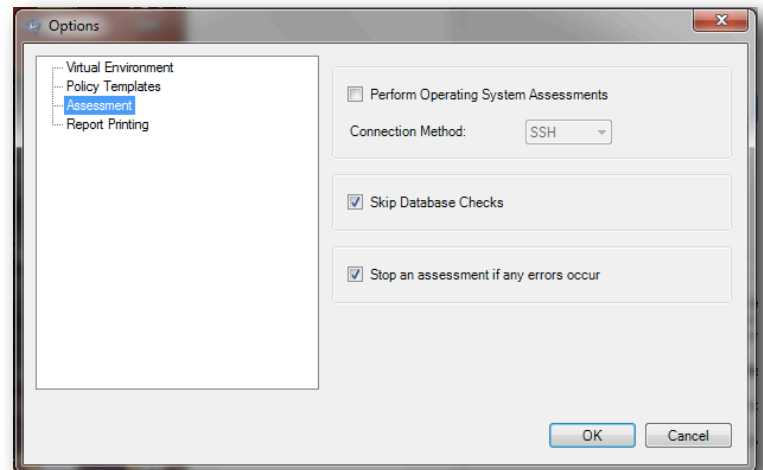 Options
Virtual Environment
Policy Templates
Assessment
Report Printing
Perform Operating System Assessments
Connection Method: SSH
Skip Database Checks
Stop an assessment if any errors occur
OK Cancel